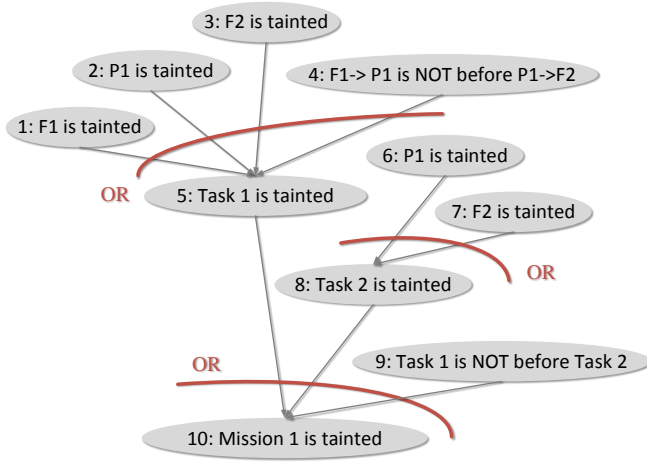 3: F2 is tainted
2: P1 is tainted
4: F1-> P1 is NOT before P1->F2
1: F1 is tainted
6: P1 is tainted
OR
5: Task 1 is tainted
7: F2 is tainted
8: Task 2 is tainted
OR
OR
9: Task 1 is NOT before Task 2
10: Mission 1 is tainted